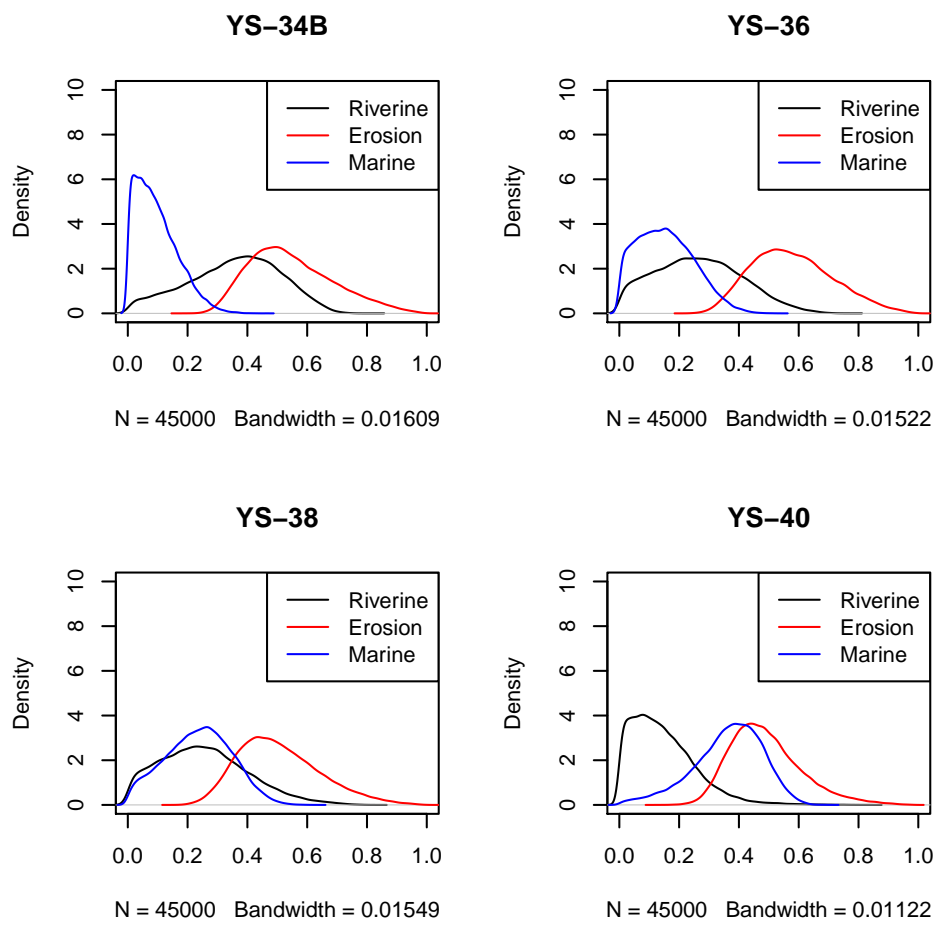 YS−34B
Density
10
8
6
4
2
0
Riverine
Erosion
Marine
0.0 0.2 0.4 0.6 0.8 1.0
N = 45000 Bandwidth = 0.01609
YS−36
Density
10
8
6
4
2
0
Riverine
Erosion
Marine
0.0 0.2 0.4 0.6 0.8 1.0
N = 45000 Bandwidth = 0.01522
YS−38
Density
10
8
6
4
2
0
Riverine
Erosion
Marine
0.0 0.2 0.4 0.6 0.8 1.0
N = 45000 Bandwidth = 0.01549
YS−40
Density
10
8
6
4
2
0
Riverine
Erosion
Marine
0.0 0.2 0.4 0.6 0.8 1.0
N = 45000 Bandwidth = 0.01122